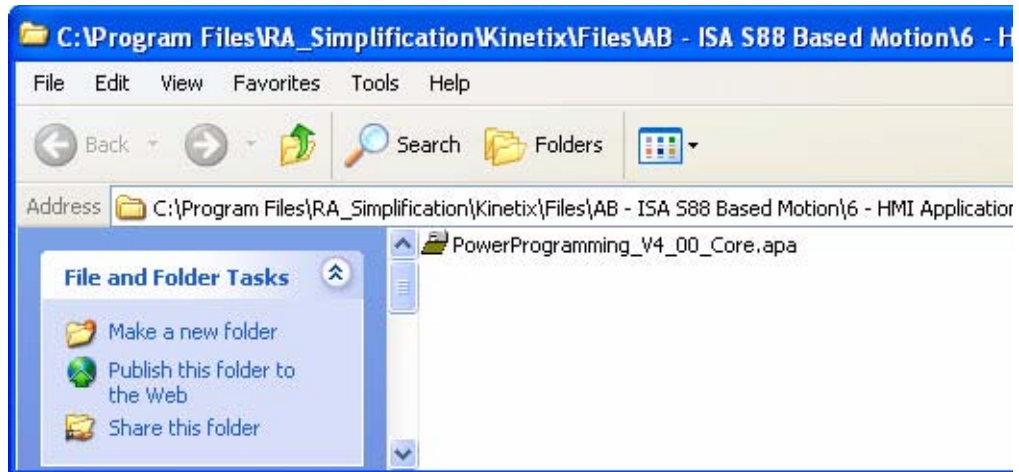 C:\Program Files\RA_Simplification\Kinetix\Files\AB - ISA S88 Based Motion\6 - H
File Edit View Favorites Tools Help
Back Search Folders
Address C:\Program Files\RA_Simplification\Kinetix\Files\AB - ISA S88 Based Motion\6 - HMI Application
PowerProgramming_V4_00_Core.apa
File and Folder Tasks
Make a new folder
Publish this folder to
the Web
Share this folder